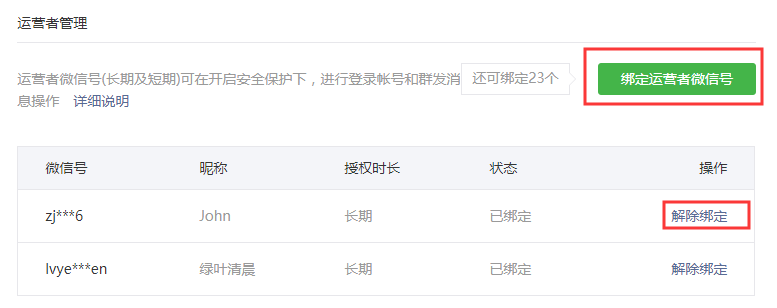 运营者管理
运营者微信号(长期及短期)可在开启安全保护下，进行登录帐号和群发消
息操作 详细说明
还可绑定23个
绑定运营者微信号
微信号 昵称 授权时长 状态 操作
zj***6 John 长期 已绑定 解除绑定
lvye***en 绿叶清晨 长期 已绑定 解除绑定